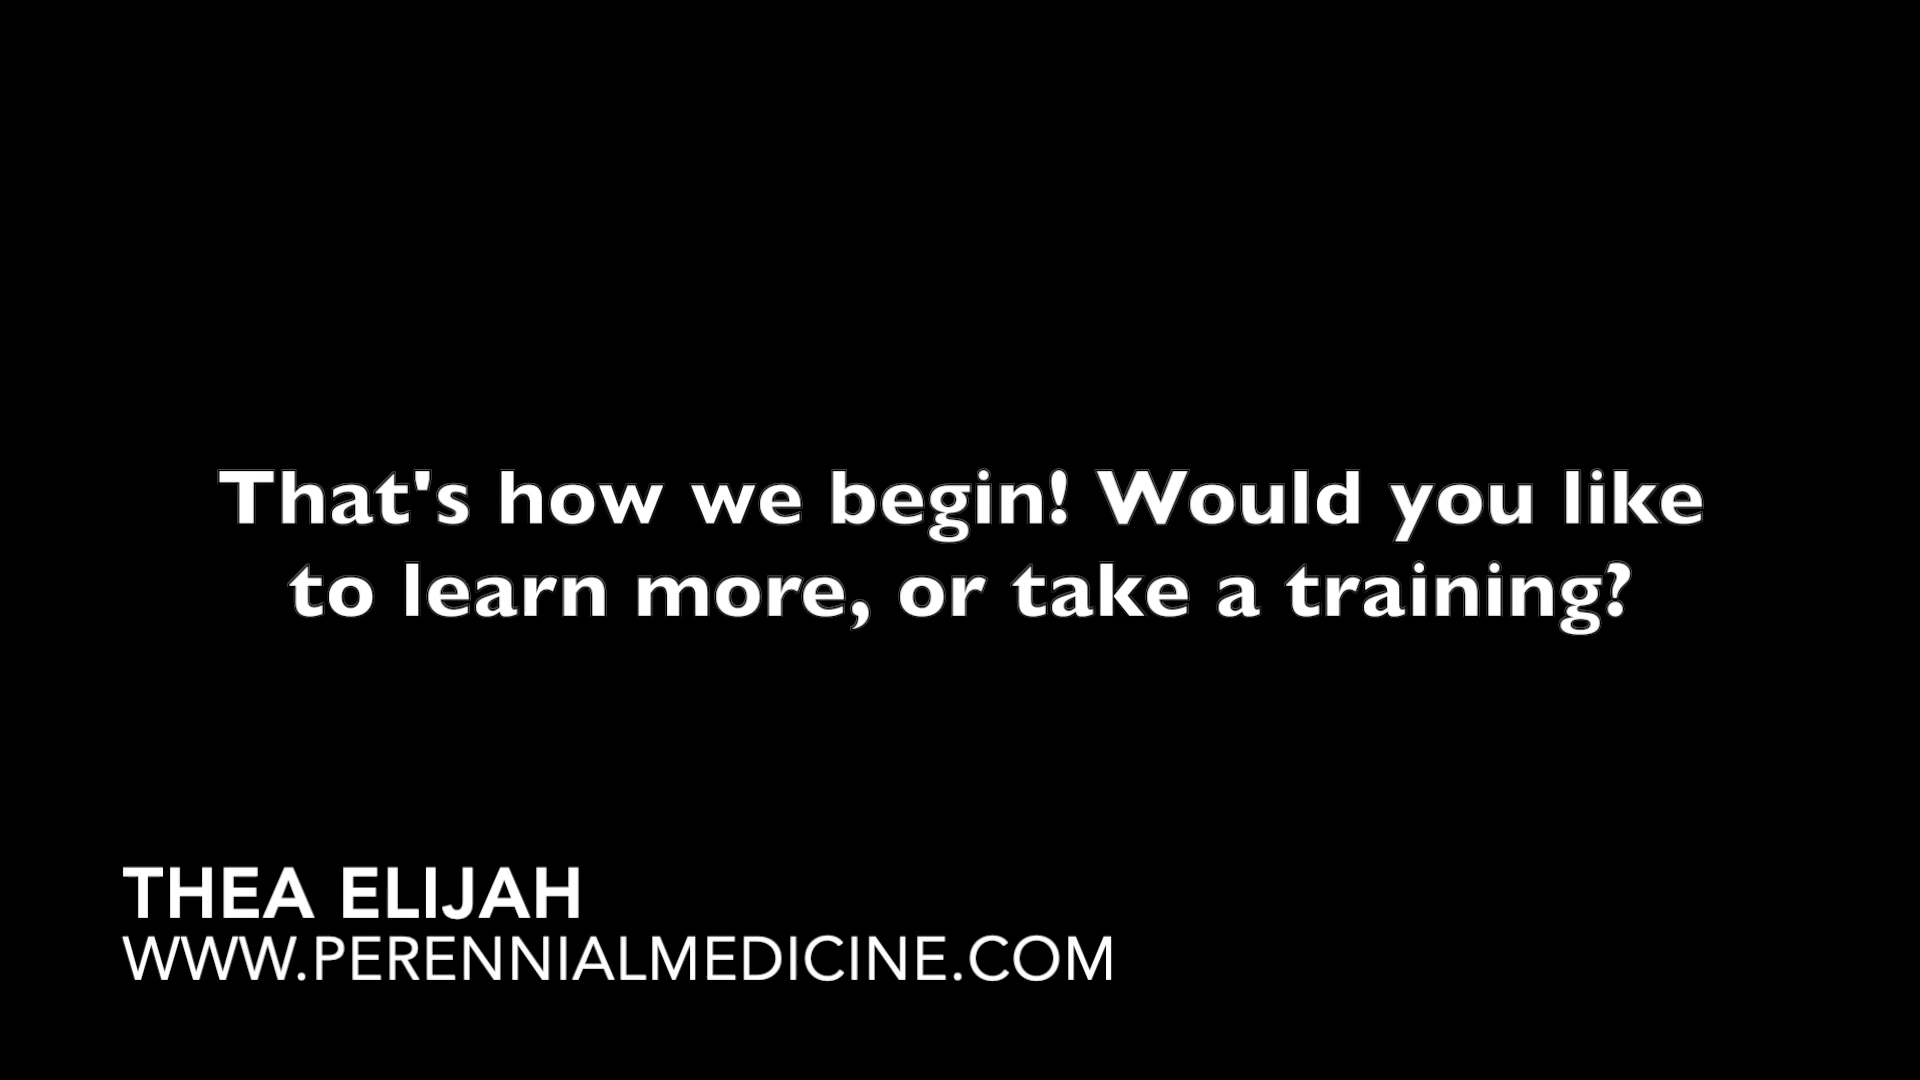 That's how we begin! Would you like
to learn more, or take a training?
THEA ELIJAH
WWW.PERENNIALMEDICINE.COM